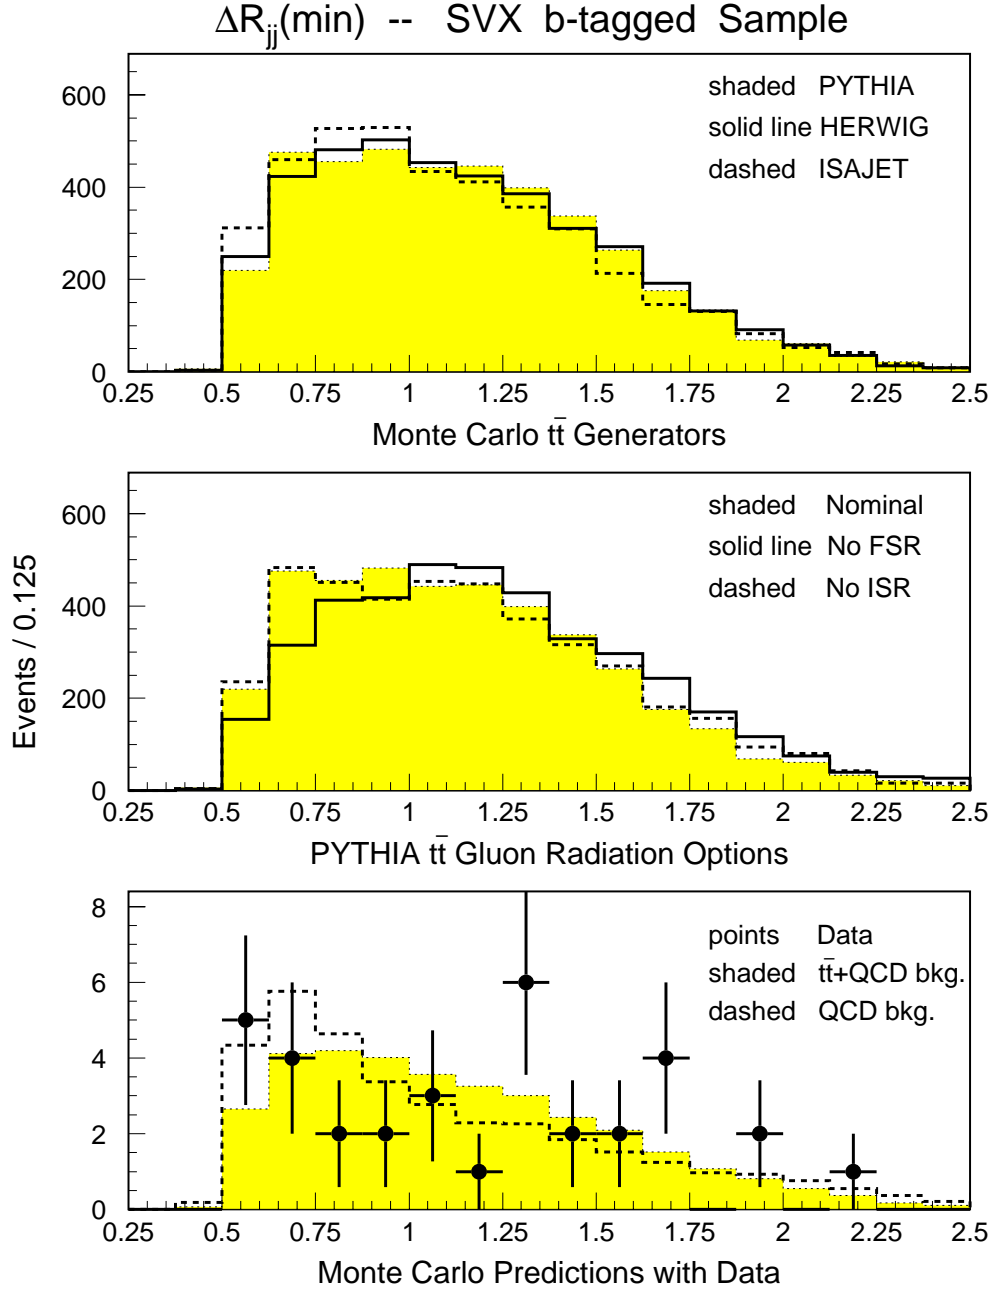 ΔRjj(min) -- SVX b-tagged Sample
600
400
200
0
shaded PYTHIA
solid line HERWIG
dashed ISAJET
0.25 0.5 0.75 1 1.25 1.5 1.75 2 2.25 2.5
Monte Carlo tt̄ Generators
Events / 0.125
600
400
200
0
shaded Nominal
solid line No FSR
dashed No ISR
0.25 0.5 0.75 1 1.25 1.5 1.75 2 2.25 2.5
PYTHIA tt̄ Gluon Radiation Options
8
6
4
2
0
points Data
shaded tt̄+QCD bkg.
dashed QCD bkg.
0.25 0.5 0.75 1 1.25 1.5 1.75 2 2.25 2.5
Monte Carlo Predictions with Data